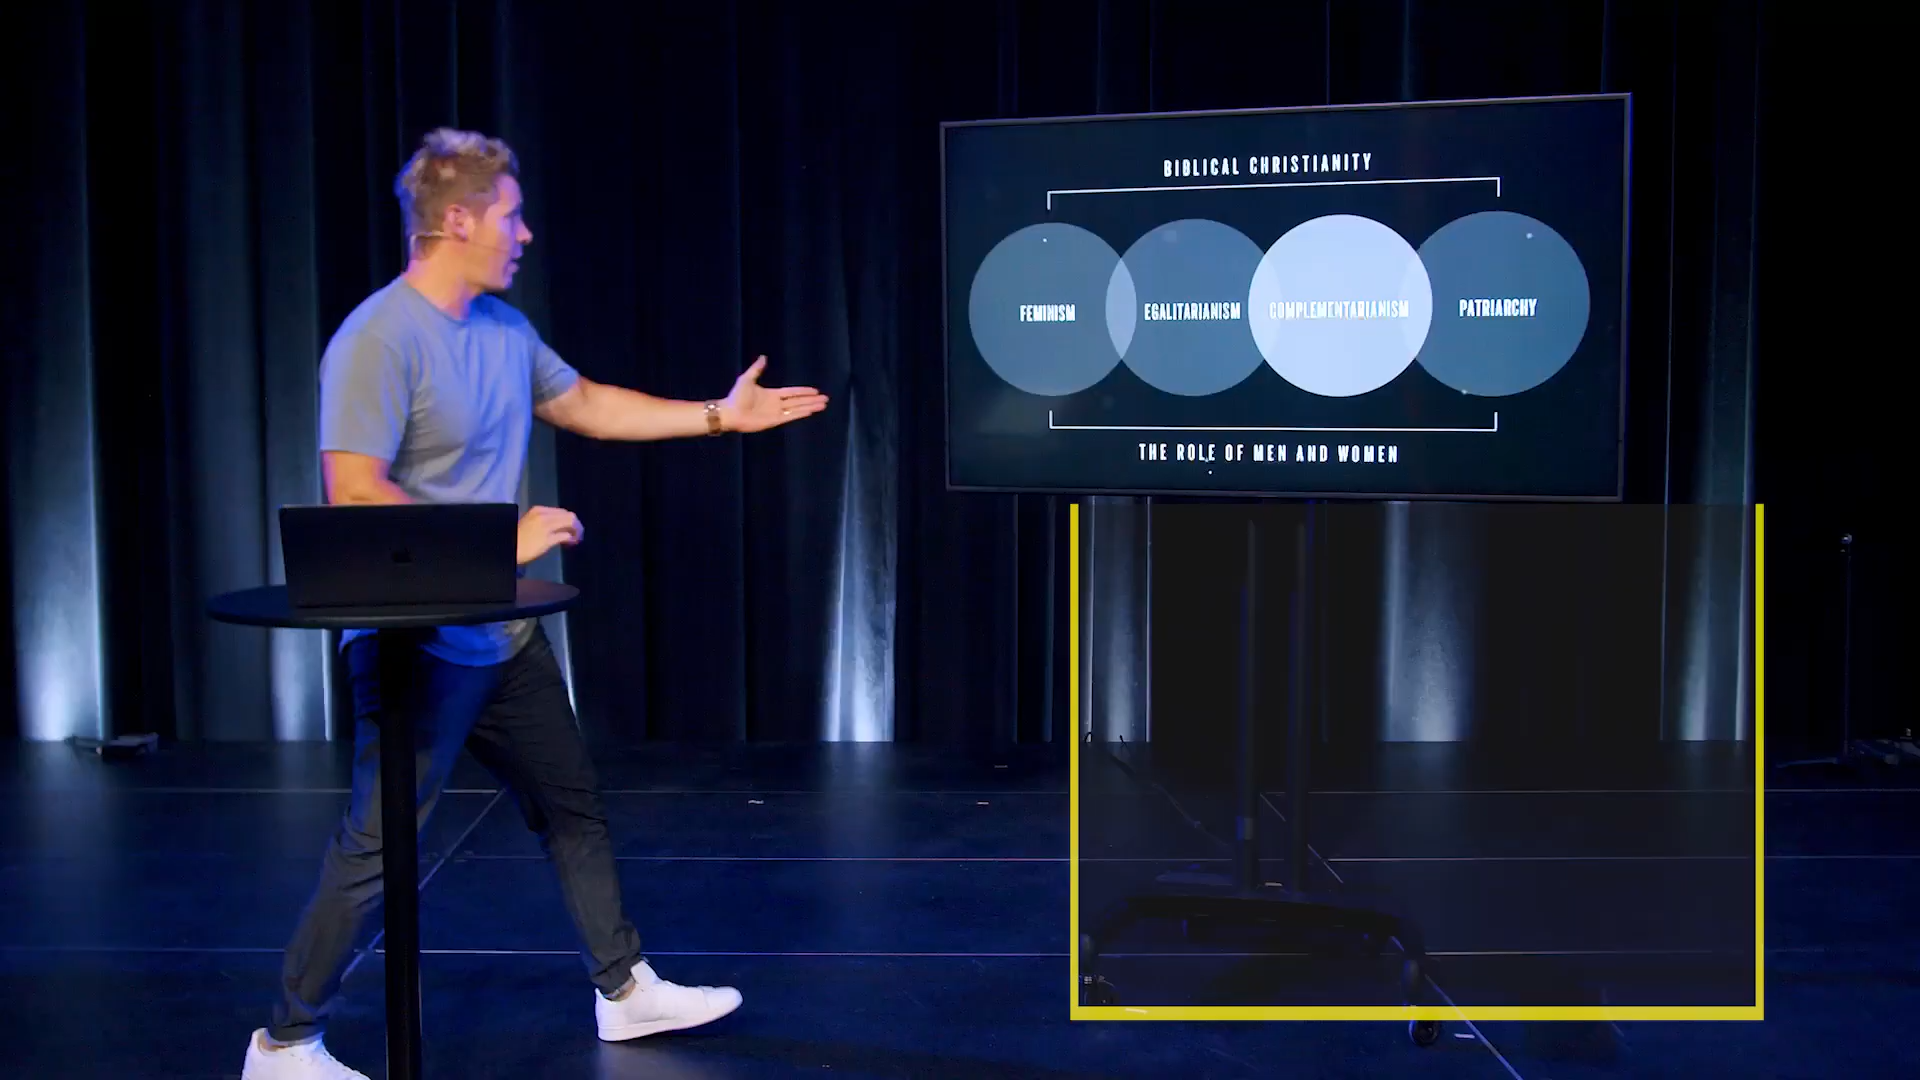 BIBLICAL CHRISTIANITY
FEMINISM
EGALITARIANISM
COMPLEMENTARIANISM
PATRIARCHY
THE ROLE OF MEN AND WOMEN